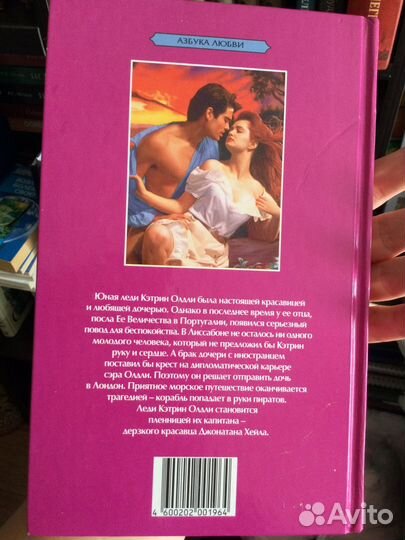 АЗБУКА ЛЮБВИ
Юная леди Кэтрин Олди была настоящей красавицей
и любящей дочерью. Однако в последнее время у ее отца,
посла Ее Величества в Португалии, появился серьезный
повод для беспокойства. В Лиссабоне не осталось ни одного
молодого человека, который не предложил бы Кэтрин
руку и сердце. А брак дочери с иностранцем
поставил бы крест на дипломатической карьере
сэра Олди. Поэтому он решает отправить дочь
в Лондон. Приятное морское путешествие оканчивается
трагедией – корабль попадает в руки пиратов.
Леди Кэтрин Олди становится
пленницей их капитана –
дерзкого красавца Джонатана Хейла.
4 600202 001964
Avito